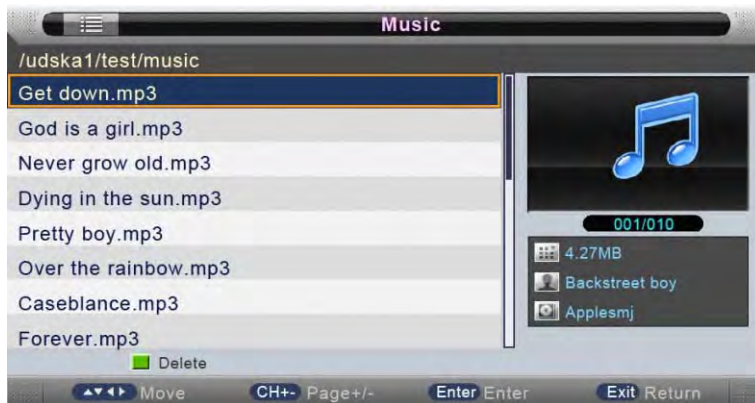 Music
/udska1/test/music
Get down.mp3
God is a girl.mp3
Never grow old.mp3
Dying in the sun.mp3
Pretty boy.mp3
Over the rainbow.mp3
Caseblance.mp3
Forever.mp3
001/010
4.27MB
Backstreet boy
Applesmj
Delete
Move CH+- Page+/- Enter Enter Exit Return